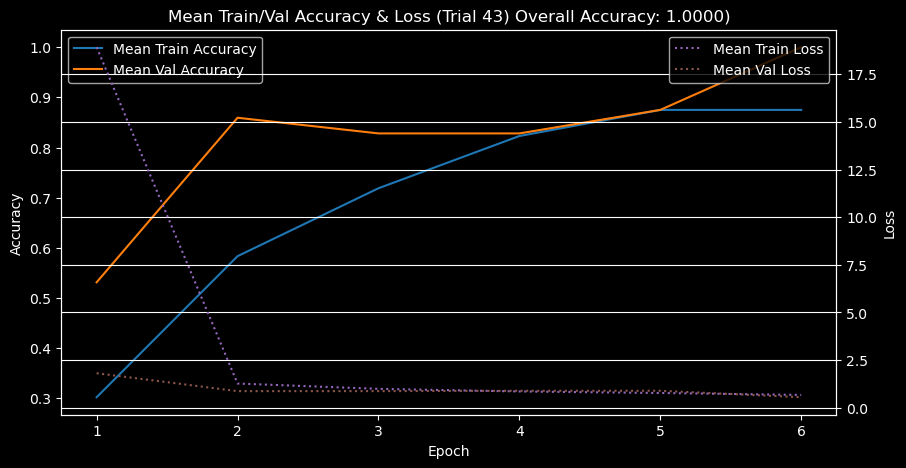 Mean Train/Val Accuracy & Loss (Trial 43) Overall Accuracy: 1.0000)
Mean Train Accuracy
Mean Val Accuracy
Mean Train Loss
Mean Val Loss
Accuracy
1.0
0.9
0.8
0.7
0.6
0.5
0.4
0.3
17.5
15.0
12.5
10.0
7.5
5.0
2.5
0.0
Loss
1 2 3 4 5 6
Epoch